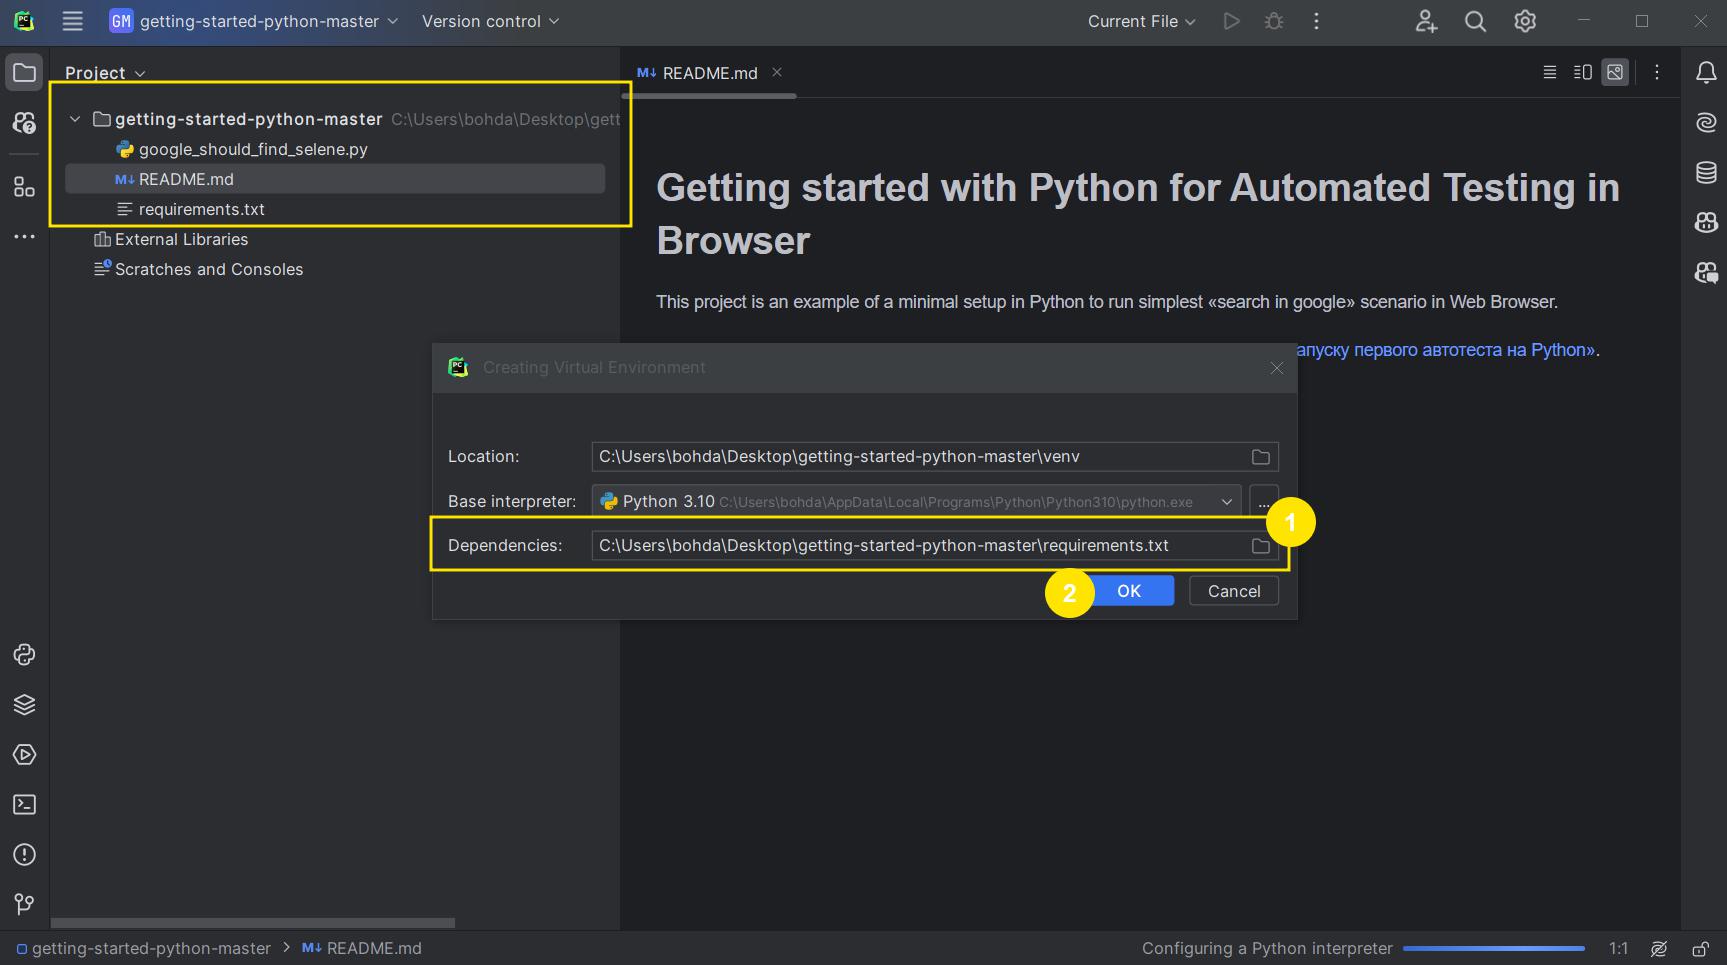 GM getting-started-python-master Version control Current File
Project
README.md
getting-started-python-master C:\Users\bohda\Desktop\gett
google_should_find_selene.py
README.md
requirements.txt
External Libraries
Scratches and Consoles
Getting started with Python for Automated Testing in
Browser
This project is an example of a minimal setup in Python to run simplest «search in google» scenario in Web Browser.
апуску первого автотеста на Python».
Creating Virtual Environment
Location: C:\Users\bohda\Desktop\getting-started-python-master\venv
Base interpreter: Python 3.10 C:\Users\bohda\AppData\Local\Programs\Python\Python310\python.exe ...
1
Dependencies: C:\Users\bohda\Desktop\getting-started-python-master\requirements.txt
2 OK Cancel
getting-started-python-master README.md Configuring a Python interpreter 1:1